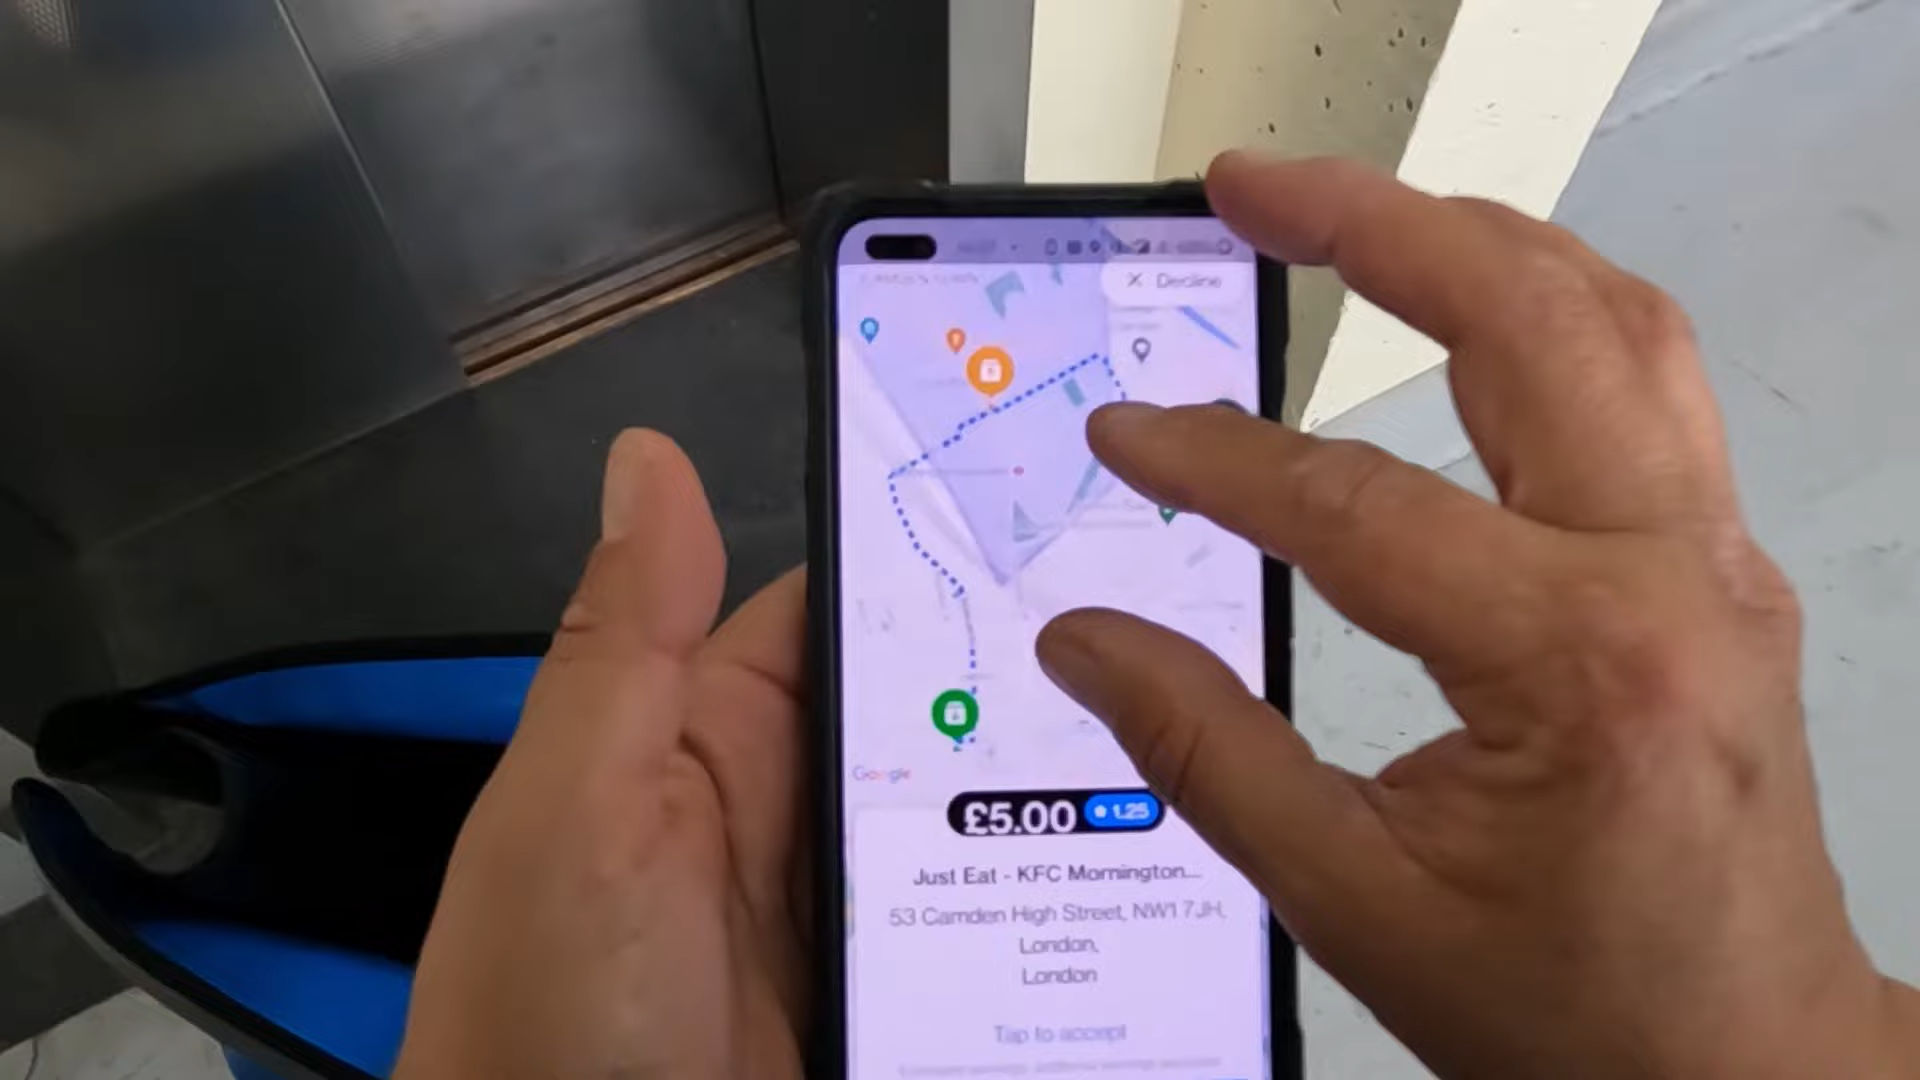 Decline
Google
£5.00
1.25
Just Eat - KFC Mornington...
53 Camden High Street, NW1 7JH,
London,
London
Tap to accept